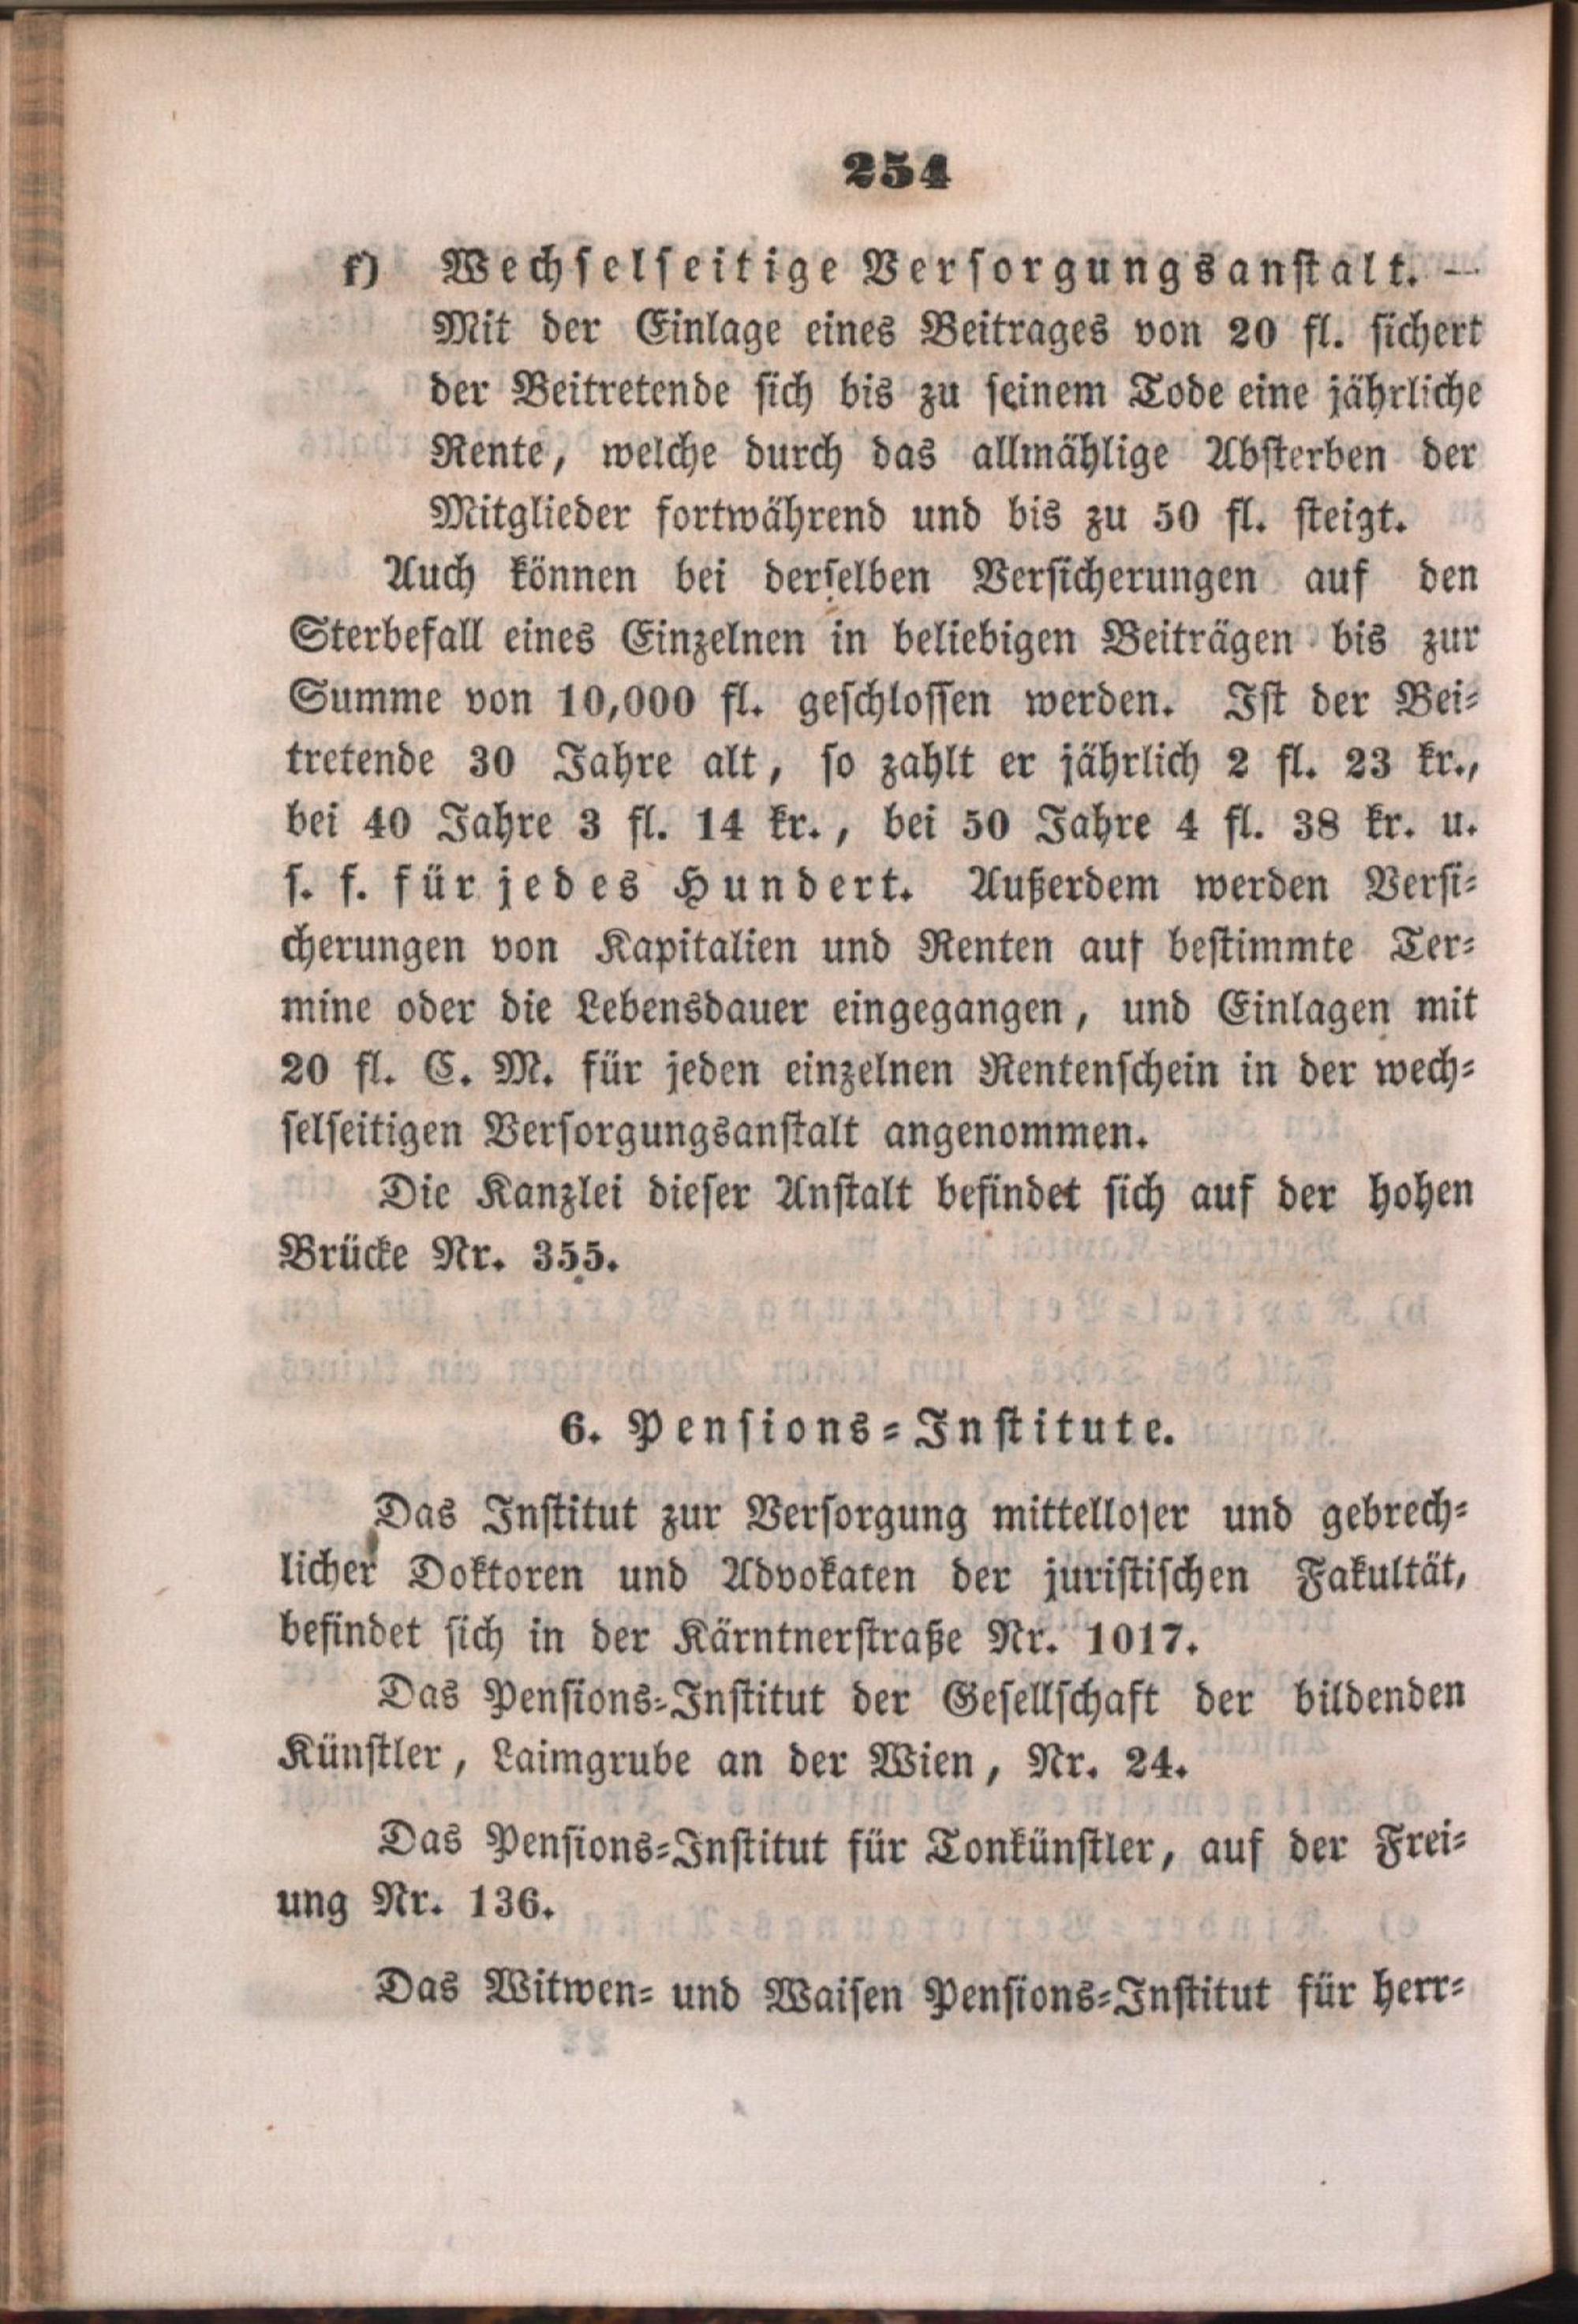 254
f) Wechselseitige Versorgungsanstalt. —
Mit der Einlage eines Beitrages von 20 fl. sichert
der Beitretende sich bis zu seinem Tode eine jährliche
Rente, welche durch das allmählige Absterben der
Mitglieder fortwährend und bis zu 50 fl. steigt.
Auch können bei derselben Versicherungen auf den
Sterbefall eines Einzelnen in beliebigen Beiträgen bis zur
Summe von 10,000 fl. geschlossen werden. Ist der Bei-
tretende 30 Jahre alt, so zahlt er jährlich 2 fl. 23 kr.,
bei 40 Jahre 3 fl. 14 kr., bei 50 Jahre 4 fl. 38 kr. u.
s. f. für jedes Hundert. Außerdem werden Versi-
cherungen von Kapitalien und Renten auf bestimmte Ter-
mine oder die Lebensdauer eingegangen, und Einlagen mit
20 fl. C. M. für jeden einzelnen Rentenschein in der wech-
selseitigen Versorgungsanstalt angenommen.
Die Kanzlei dieser Anstalt befindet sich auf der hohen
Brücke Nr. 355.
6. Pensions-Institute.
Das Institut zur Versorgung mittelloser und gebrech-
licher Doktoren und Advokaten der juristischen Fakultät,
befindet sich in der Kärntnerstraße Nr. 1017.
Das Pensions-Institut der Gesellschaft der bildenden
Künstler, Laimgrube an der Wien, Nr. 24.
Das Pensions-Institut für Tonkünstler, auf der Frei-
ung Nr. 136.
Das Witwen- und Waisen Pensions-Institut für herr-